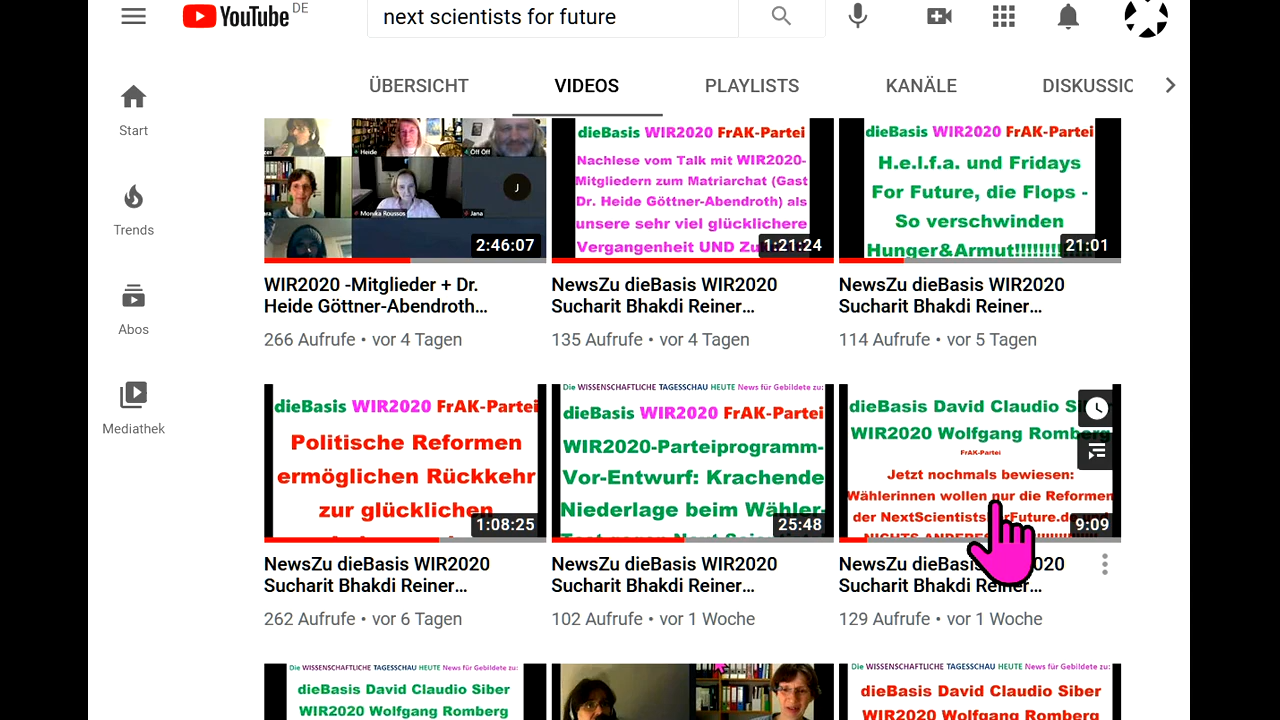 YouTube DE
next scientists for future
ÜBERSICHT
VIDEOS
PLAYLISTS
KANÄLE
DISKUSSIC
Start
Trends
Abos
Mediathek
Heide
Öff Öff
Monika Roussos
Jana
J
2:46:07
WIR2020 -Mitglieder + Dr.
Heide Göttner-Abendroth…
266 Aufrufe • vor 4 Tagen
dieBasis WIR2020 FrAK-Partei
Nachlese vom Talk mit WIR2020-
Mitgliedern zum Matriarchat (Gast
Dr. Heide Göttner-Abendroth) als
unsere sehr viel glücklichere
Vergangenheit UND Zu
1:21:24
NewsZu dieBasis WIR2020
Sucharit Bhakdi Reiner…
135 Aufrufe • vor 4 Tagen
dieBasis WIR2020 FrAK-Partei
H.e.l.f.a. und Fridays
For Future, die Flops -
So verschwinden
Hunger&Armut!!!!!!!!
21:01
NewsZu dieBasis WIR2020
Sucharit Bhakdi Reiner…
114 Aufrufe • vor 5 Tagen
dieBasis WIR2020 FrAK-Partei
Politische Reformen
ermöglichen Rückkehr
zur glücklichen
1:08:25
NewsZu dieBasis WIR2020
Sucharit Bhakdi Reiner…
262 Aufrufe • vor 6 Tagen
Die WISSENSCHAFTLICHE TAGESSCHAU HEUTE News für Gebildete zu:
dieBasis WIR2020 FrAK-Partei
WIR2020-Parteiprogramm-
Vor-Entwurf: Krachende
Niederlage beim Wähler-
25:48
NewsZu dieBasis WIR2020
Sucharit Bhakdi Reiner…
102 Aufrufe • vor 1 Woche
dieBasis David Claudio Si
WIR2020 Wolfgang Romberg
FrAK-Partei
Jetzt nochmals bewiesen:
Wählerinnen wollen nur die Reformen
der NextScientists rFuture.de und
9:09
NewsZu dieBasis 020
Sucharit Bhakdi Reiner…
129 Aufrufe • vor 1 Woche
Die WISSENSCHAFTLICHE TAGESSCHAU HEUTE News für Gebildete zu:
dieBasis David Claudio Siber
WIR2020 Wolfgang Romberg
Die WISSENSCHAFTLICHE TAGESSCHAU HEUTE News für Gebildete zu:
dieBasis David Claudio Siber
WIR2020 Wolfgang Romberg